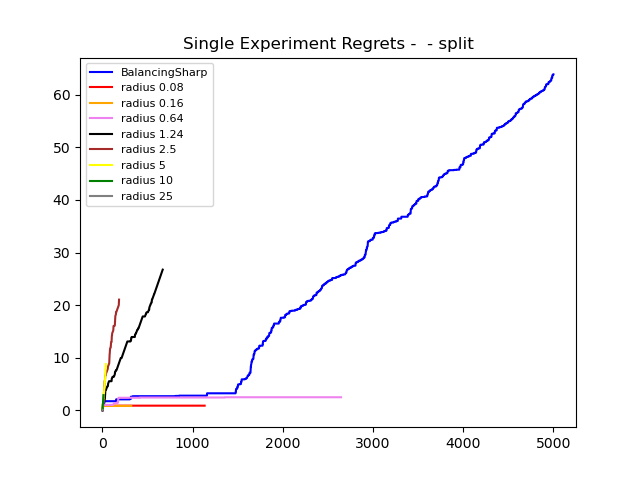 Single Experiment Regrets -  - split
BalancingSharp
radius 0.08
radius 0.16
radius 0.64
radius 1.24
radius 2.5
radius 5
radius 10
radius 25
60
50
40
30
20
10
0
0 1000 2000 3000 4000 5000